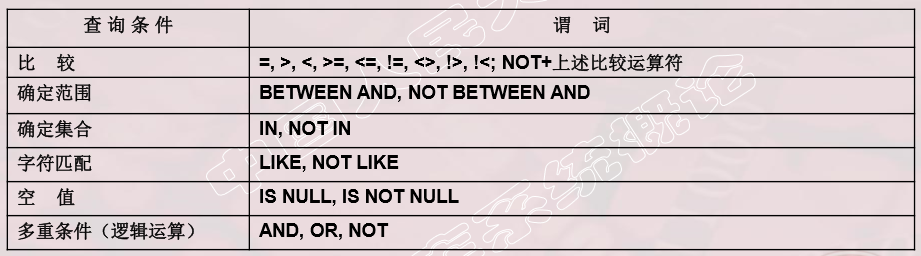 查询条件 谓 词
比 较 =, >, <, >=, <=, !=, <>, !>, !<; NOT+上述比较运算符
确定范围 BETWEEN AND, NOT BETWEEN AND
确定集合 IN, NOT IN
字符匹配 LIKE, NOT LIKE
空 值 IS NULL, IS NOT NULL
多重条件（逻辑运算） AND, OR, NOT